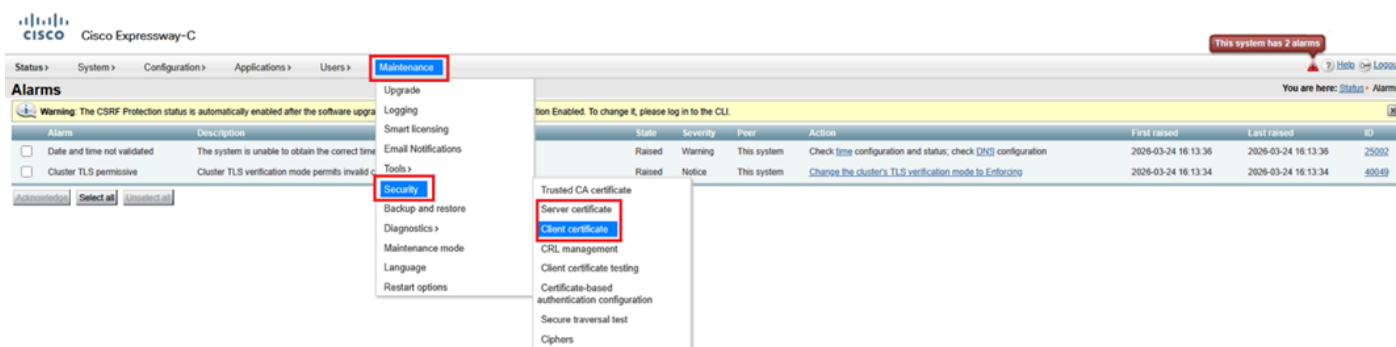 CISCO Cisco Expressway-C
This system has 2 alarms
Status > System > Configuration > Applications > Users > Maintenance Help
Alarms
You are here: Status Alarm
Warning: The CSRF Protection status is automatically enabled after the software upgra
tion Enabled. To change it, please log in to the CLI.
Alarm Description State Severity Peer Action First raised Last raised ID
Date and time not validated The system is unable to obtain the correct time Raised Warning This system Check time configuration and status; check DNS configuration 2026-03-24 16:13:36 2026-03-24 16:13:36 25002
Cluster TLS permissive Cluster TLS verification mode permits invalid c Raised Notice This system Change the cluster's TLS verification mode to Enforcing 2026-03-24 16:13:34 2026-03-24 16:13:34 40049
Acknowledge Select all Unselect all
Upgrade
Logging
Smart licensing
Email Notifications
Tools >
Security
Backup and restore
Diagnostics >
Maintenance mode
Language
Restart options
Trusted CA certificate
Server certificate
Client certificate
CRL management
Client certificate testing
Certificate-based
authentication configuration
Secure traversal test
Ciphers